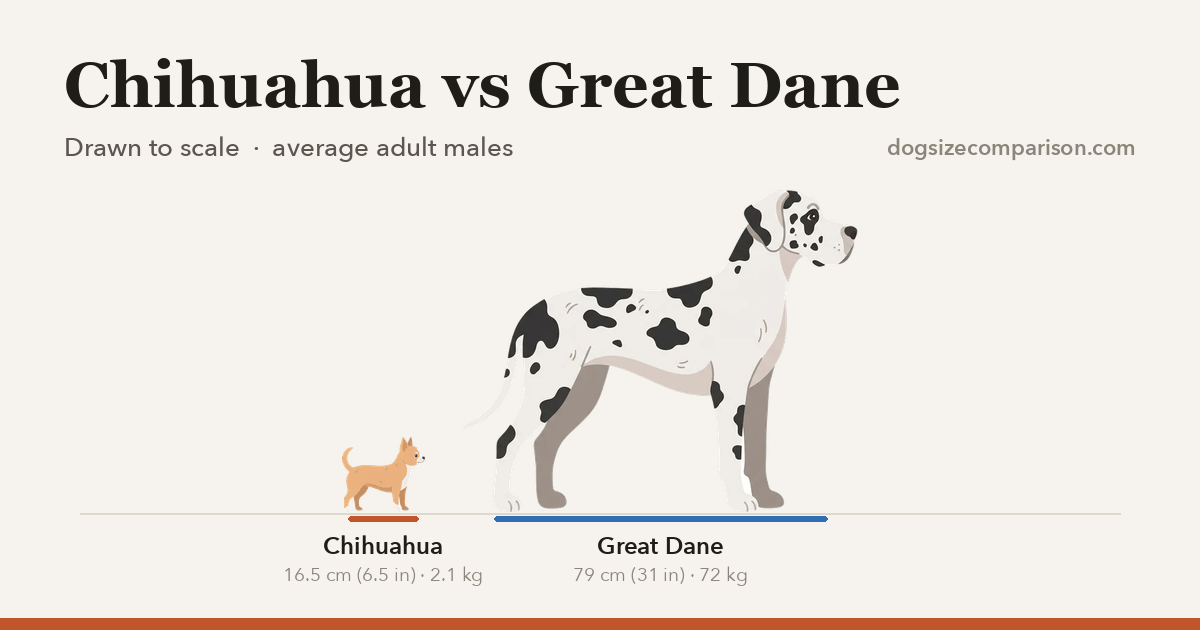 Chihuahua vs Great Dane
Drawn to scale · average adult males
dogsizecomparison.com
Chihuahua
16.5 cm (6.5 in) · 2.1 kg
Great Dane
79 cm (31 in) · 72 kg